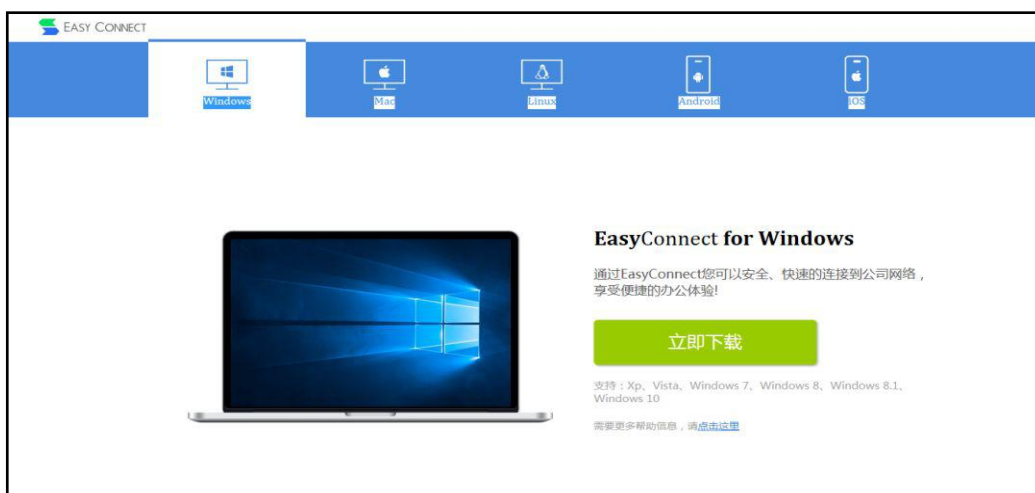 EASY CONNECT
Windows
Mac
Linux
Android
iOS
EasyConnect for Windows
通过EasyConnect您可以安全、快速的连接到公司网络，
享受便捷的办公体验!
立即下载
支持：Xp、Vista、Windows 7、Windows 8、Windows 8.1、
Windows 10
需要更多帮助信息，请点击这里